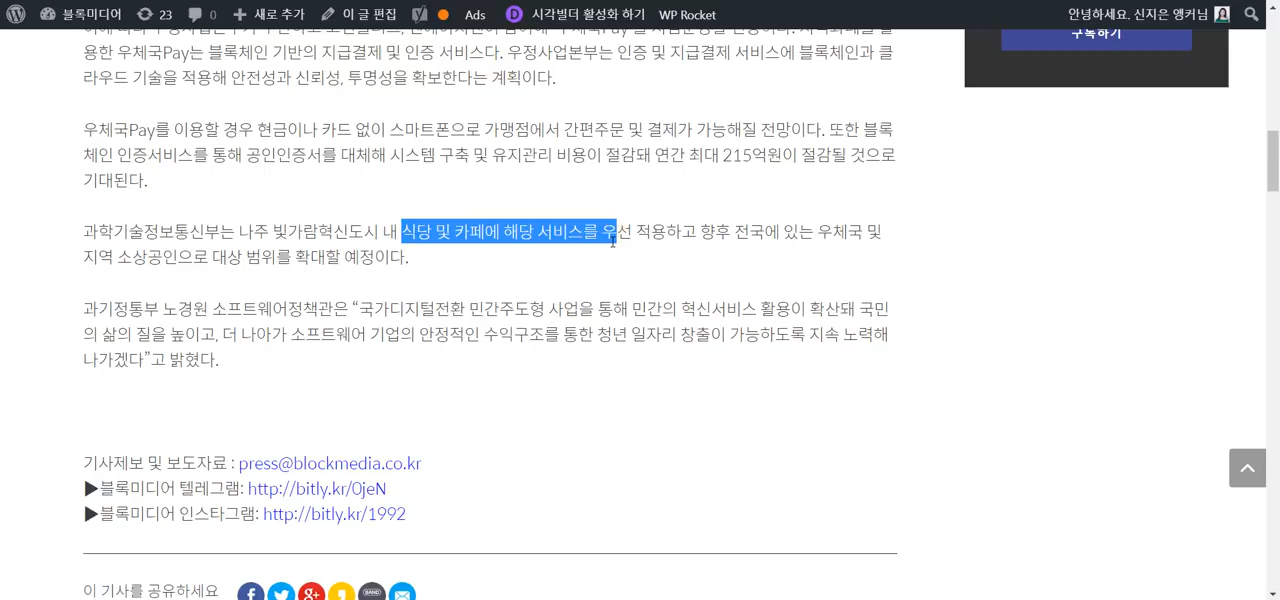 블록미디어 23 0 새로 추가 이 글 편집 Ads 시각빌더 활성화 하기 WP Rocket 안녕하세요. 신지은 앵커님
구독하기
용한 우체국Pay는 블록체인 기반의 지급결제 및 인증 서비스다. 우정사업본부는 인증 및 지급결제 서비스에 블록체인과 클
라우드 기술을 적용해 안전성과 신뢰성, 투명성을 확보한다는 계획이다.
우체국Pay를 이용할 경우 현금이나 카드 없이 스마트폰으로 가맹점에서 간편주문 및 결제가 가능해질 전망이다. 또한 블록
체인 인증서비스를 통해 공인인증서를 대체해 시스템 구축 및 유지관리 비용이 절감돼 연간 최대 215억원이 절감될 것으로
기대된다.
과학기술정보통신부는 나주 빛가람혁신도시 내 식당 및 카페에 해당 서비스를 우선 적용하고 향후 전국에 있는 우체국 및
지역 소상공인으로 대상 범위를 확대할 예정이다.
과기정통부 노경원 소프트웨어정책관은 “국가디지털전환 민간주도형 사업을 통해 민간의 혁신서비스 활용이 확산돼 국민
의 삶의 질을 높이고, 더 나아가 소프트웨어 기업의 안정적인 수익구조를 통한 청년 일자리 창출이 가능하도록 지속 노력해
나가겠다”고 밝혔다.
기사제보 및 보도자료 : press@blockmedia.co.kr
▶블록미디어 텔레그램: http://bitly.kr/0jeN
▶블록미디어 인스타그램: http://bitly.kr/1992
이 기사를 공유하세요 BAND